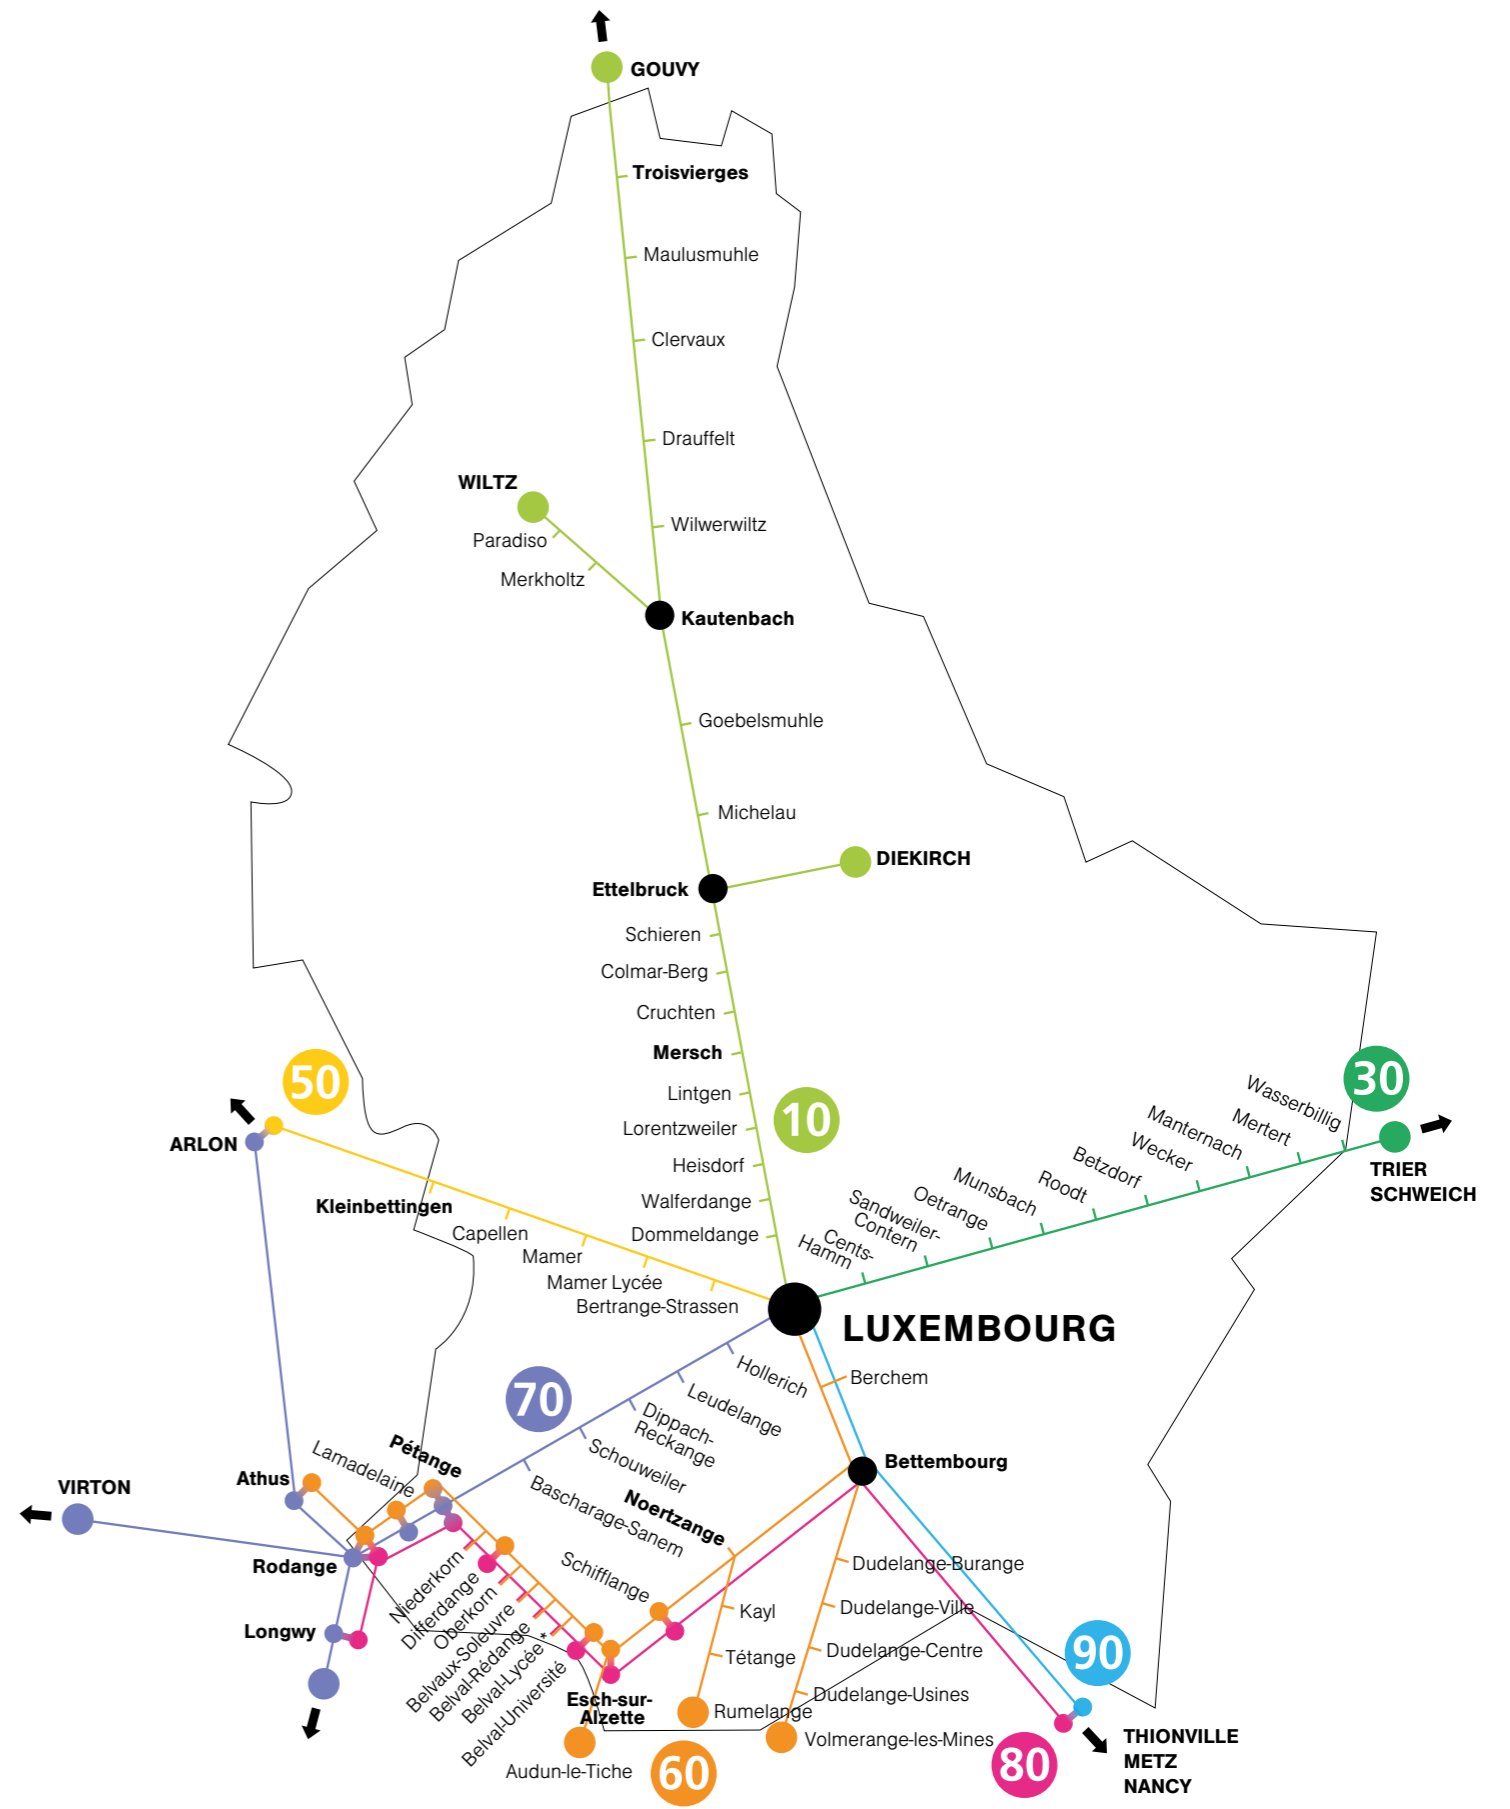 GOUVY
Troisvierges
Maulusmuhle
Clervaux
Drauffelt
WILTZ
Wilwerwiltz
Paradiso
Merkholtz
Kautenbach
Goebelsmuhle
Michelau
DIEKIRCH
Ettelbruck
Schieren
Colmar-Berg
Cruchten
Mersch
Lintgen
Lorentzweiler
Heisdorf
Walferdange
Dommeldange
10
50
ARLON
Kleinbettingen
Capellen
Mamer
Mamer Lycée
Bertrange-Strassen
30
Wasserbillig
Mertert
Manternach
Wecker
Betzdorf
Roodt
Munsbach
Oetrange
Sandweiler-
Contern
Cents-
Hamm
TRIER
SCHWEICH
LUXEMBOURG
70
Hollerich
Leudelange
Dippach-
Reckange
Schouweiler
Bascharage-Sanem
Berchem
Bettembourg
Pétange
Lamadelaine
Athus
VIRTON
Rodange
Longwy
Noertzange
Schifflange
Niederkorn
Differdange
Oberkorn
Belvaux-Soleuvre
Belval-Rédange
Belval-Lycée *
Belval-Université
Esch-sur-
Alzette
Audun-le-Tiche
Kayl
Tétange
Rumelange
60
Dudelange-Burange
Dudelange-Ville
Dudelange-Centre
Dudelange-Usines
Volmerange-les-Mines
90
80
THIONVILLE
METZ
NANCY